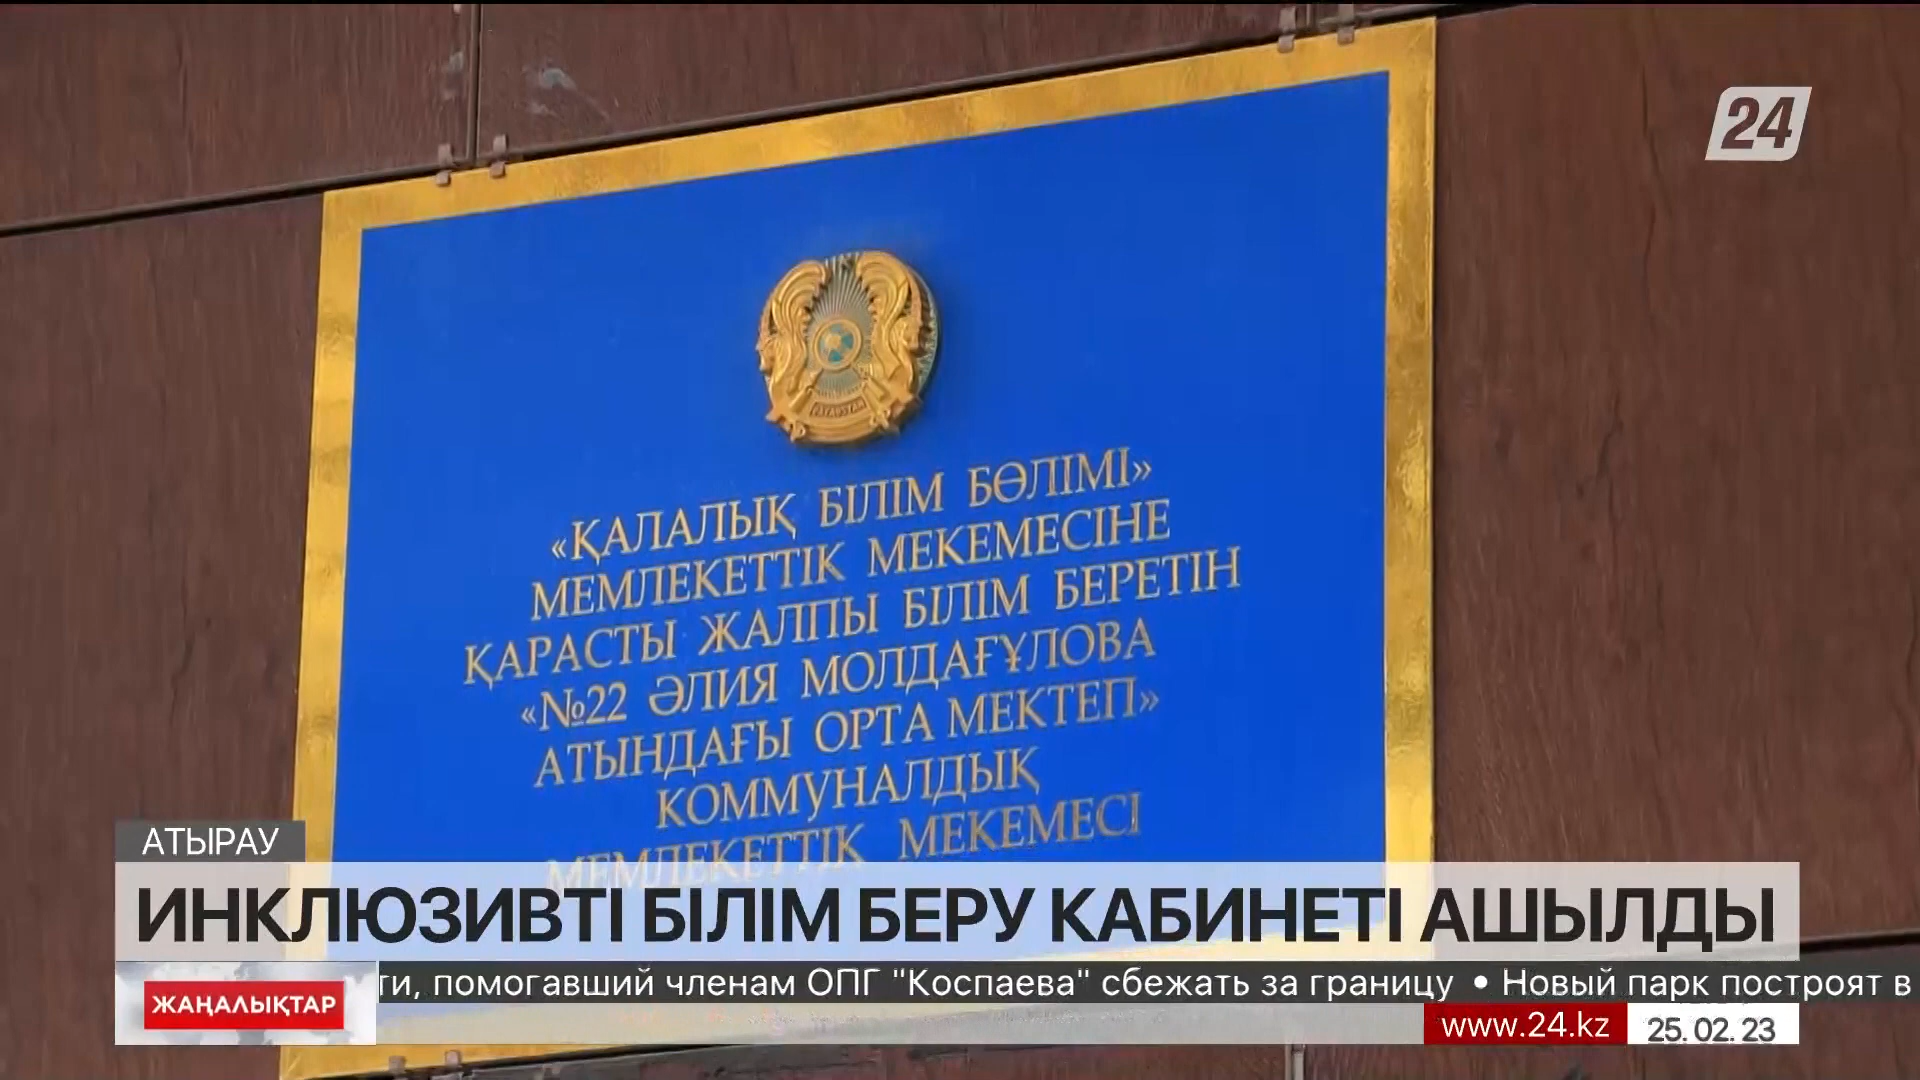 24
«ҚАЛАЛЫҚ БІЛІМ БӨЛІМІ»
МЕМЛЕКЕТТІК МЕКЕМЕСІНЕ
ҚАРАСТЫ ЖАЛПЫ БІЛІМ БЕРЕТІН
«№22 ӘЛИЯ МОЛДАҒҰЛОВА
АТЫНДАҒЫ ОРТА МЕКТЕП»
КОММУНАЛДЫҚ
МЕМЛЕКЕТТІК МЕКЕМЕСІ
АТЫРАУ
ИНКЛЮЗИВТІ БІЛІМ БЕРУ КАБИНЕТІ АШЫЛДЫ
ти, помогавший членам ОПГ "Коспаева" сбежать за границу • Новый парк построят в
ЖАҢАЛЫҚТАР
www.24.kz
25.02.23